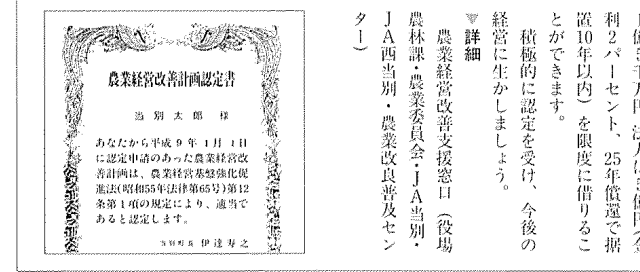 利2パーセント、25年償還で据
置10年以内）を限度に借りるこ
とができます。
積極的に認定を受け、今後の
経営に生かしましょう。
▼詳細
農業経営改善支援窓口（役場
農林課・農業委員会・JA当別・
JA西当別・農業改良普及セン
ター）
農業経営改善計画認定書
当別太郎 様
あなたから平成9年1月1日
に認定申請のあった農業経営改
善計画は、農業経営基盤強化促
進法(昭和55年法律第65号)第12
条第1項の規定により、適当で
あると認定します。
当別町長 伊達寿之